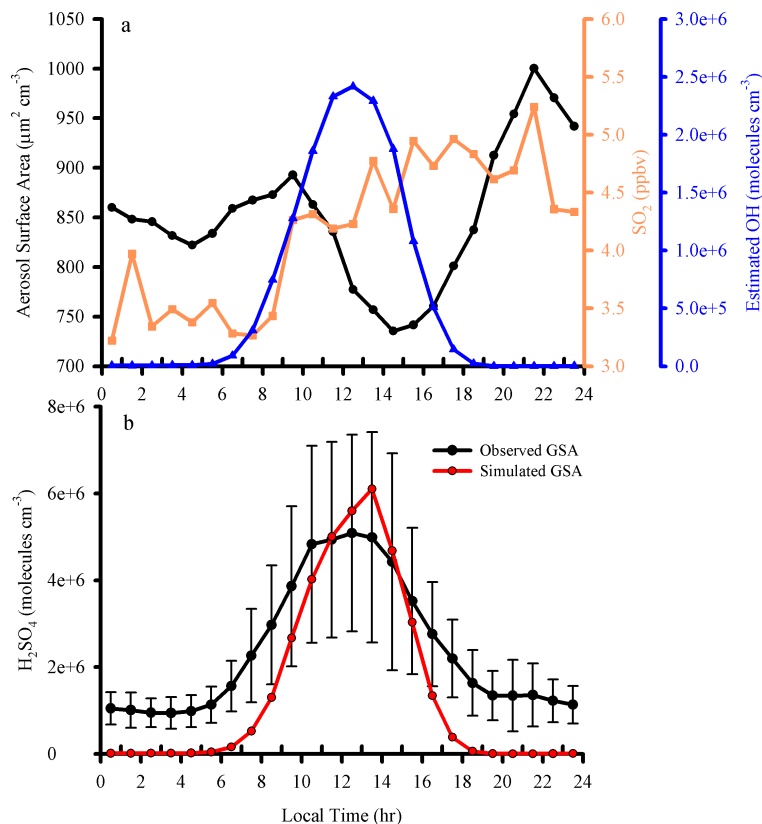 a
1050
1000
950
900
850
800
750
700
Aerosol Surface Area (μm² cm⁻³)
6.0
5.5
5.0
4.5
4.0
3.5
3.0
SO₂ (ppbv)
3.0e+6
2.5e+6
2.0e+6
1.5e+6
1.0e+6
5.0e+5
0.0
Estimated OH (molecules cm⁻³)
0 2 4 6 8 10 12 14 16 18 20 22 24
b
8e+6
6e+6
4e+6
2e+6
0
H₂SO₄ (molecules cm⁻³)
Observed GSA
Simulated GSA
0 2 4 6 8 10 12 14 16 18 20 22 24
Local Time (hr)